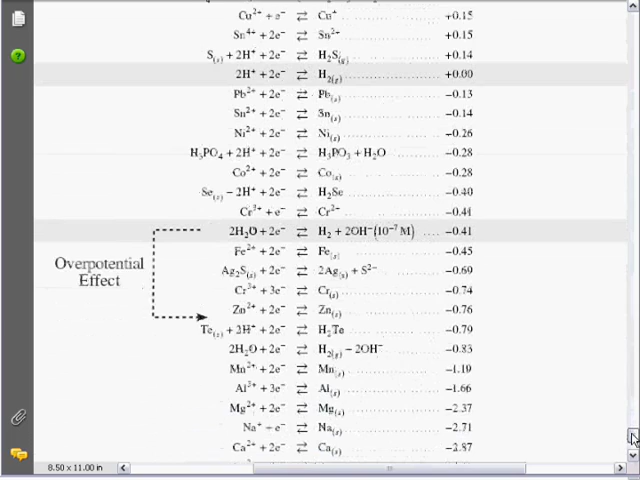 Cu²⁺ + e⁻ ⇄ Cu⁺ +0.15
Sn⁴⁺ + 2e⁻ ⇄ Sn²⁺ +0.15
S(s) + 2H⁺ + 2e⁻ ⇄ H₂S(g) +0.14
2H⁺ + 2e⁻ ⇄ H₂(g) +0.00
Pb²⁺ + 2e⁻ ⇄ Pb(s) −0.13
Sn²⁺ + 2e⁻ ⇄ Sn(s) −0.14
Ni²⁺ + 2e⁻ ⇄ Ni(s) −0.26
H₃PO₄ + 2H⁺ + 2e⁻ ⇄ H₃PO₃ + H₂O −0.28
Co²⁺ + 2e⁻ ⇄ Co(s) −0.28
Se(s) − 2H⁺ + 2e⁻ ⇄ H₂Se −0.40
Cr³⁺ + e⁻ ⇄ Cr²⁺ −0.41
2H₂O + 2e⁻ ⇄ H₂ + 2OH⁻ (10⁻⁷ M) −0.41
Fe²⁺ + 2e⁻ ⇄ Fe(s) −0.45
Overpotential
Effect
Ag₂S(s) + 2e⁻ ⇄ 2Ag(s) + S²⁻ −0.69
Cr³⁺ + 3e⁻ ⇄ Cr(s) −0.74
Zn²⁺ + 2e⁻ ⇄ Zn(s) −0.76
Te(s) + 2H⁺ + 2e⁻ ⇄ H₂Te −0.79
2H₂O + 2e⁻ ⇄ H₂(g) − 2OH⁻ −0.83
Mn²⁺ + 2e⁻ ⇄ Mn(s) −1.19
Al³⁺ + 3e⁻ ⇄ Al(s) −1.66
Mg²⁺ + 2e⁻ ⇄ Mg(s) −2.37
Na⁺ + e⁻ ⇄ Na(s) −2.71
Ca²⁺ + 2e⁻ ⇄ Ca(s) −2.87
8.50 x 11.00 in